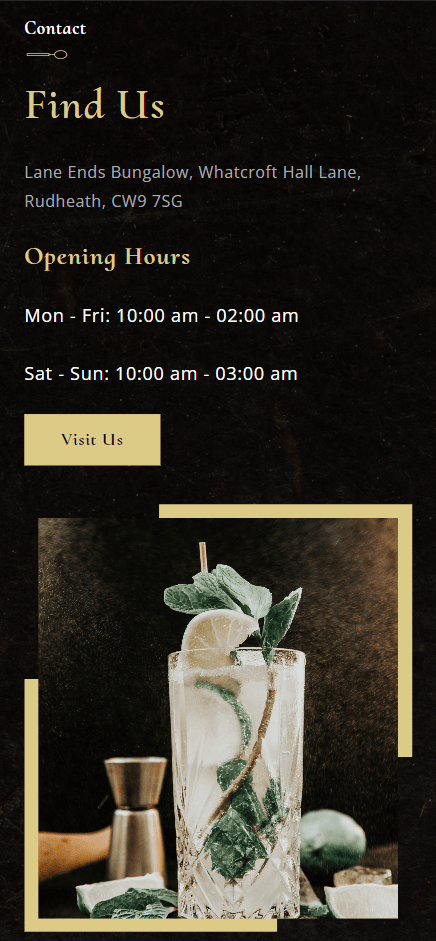 Contact
Find Us
Lane Ends Bungalow, Whatcroft Hall Lane,
Rudheath, CW9 7SG
Opening Hours
Mon - Fri: 10:00 am - 02:00 am
Sat - Sun: 10:00 am - 03:00 am
Visit Us